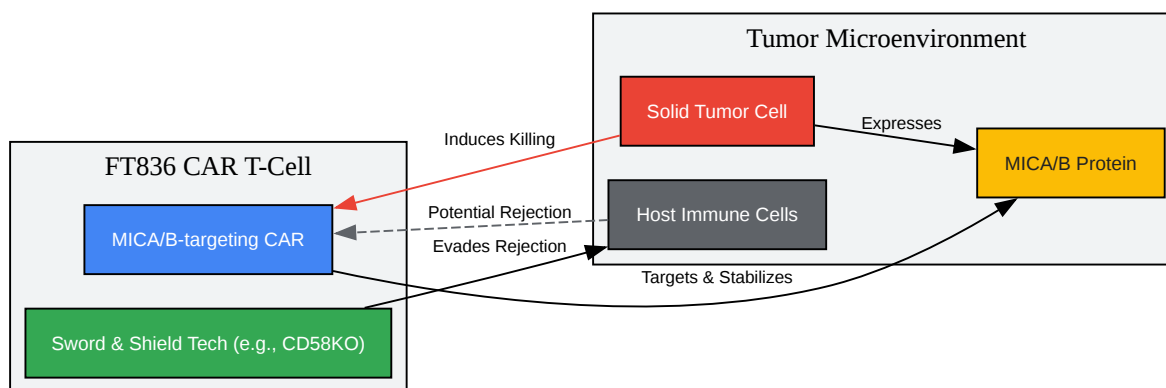 Tumor Microenvironment
Solid Tumor Cell
Expresses
Induces Killing
MICA/B Protein
FT836 CAR T-Cell
MICA/B-targeting CAR
Potential Rejection
Host Immune Cells
Evades Rejection
Targets & Stabilizes
Sword & Shield Tech (e.g., CD58KO)